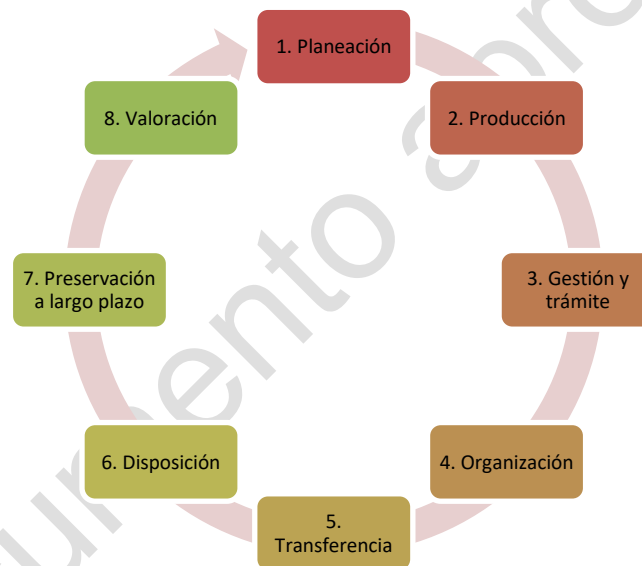 1. Planeación
2. Producción
3. Gestión y
trámite
4. Organización
5.
Transferencia
6. Disposición
7. Preservación
a largo plazo
8. Valoración